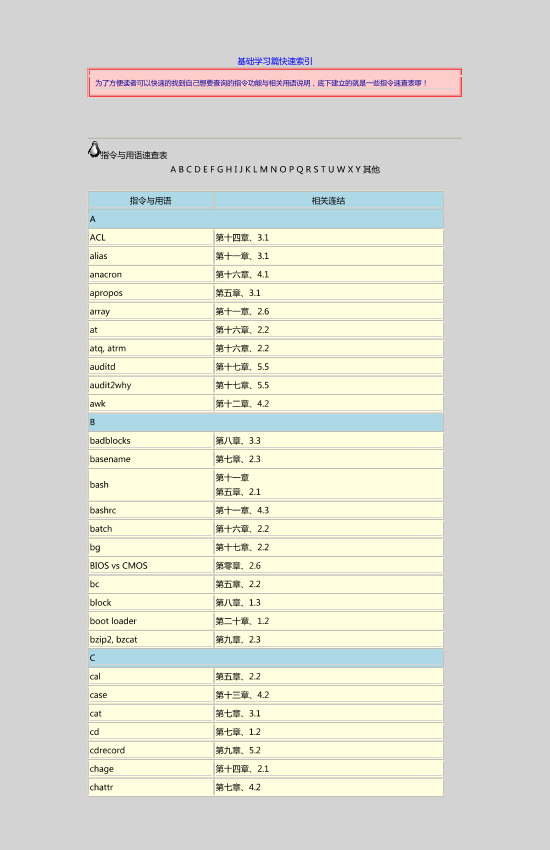 基础学习篇快速索引
为了方便读者可以快速的找到自己想要查询的指令功能与相关用语说明，底下建立的就是一些指令速查表啰！
指令与用语速查表
A B C D E F G H I J K L M N O P Q R S T U W X Y 其他
指令与用语 相关连结
A
ACL 第十四章、3.1
alias 第十一章、3.1
anacron 第十六章、4.1
apropos 第五章、3.1
array 第十一章、2.6
at 第十六章、2.2
atq, atrm 第十六章、2.2
auditd 第十七章、5.5
audit2why 第十七章、5.5
awk 第十二章、4.2
B
badblocks 第八章、3.3
basename 第七章、2.3
bash 第十一章
第五章、2.1
bashrc 第十一章、4.3
batch 第十六章、2.2
bg 第十七章、2.2
BIOS vs CMOS 第零章、2.6
bc 第五章、2.2
block 第八章、1.3
boot loader 第二十章、1.2
bzip2, bzcat 第九章、2.3
C
cal 第五章、2.2
case 第十三章、4.2
cat 第七章、3.1
cd 第七章、1.2
cdrecord 第九章、5.2
chage 第十四章、2.1
chattr 第七章、4.2